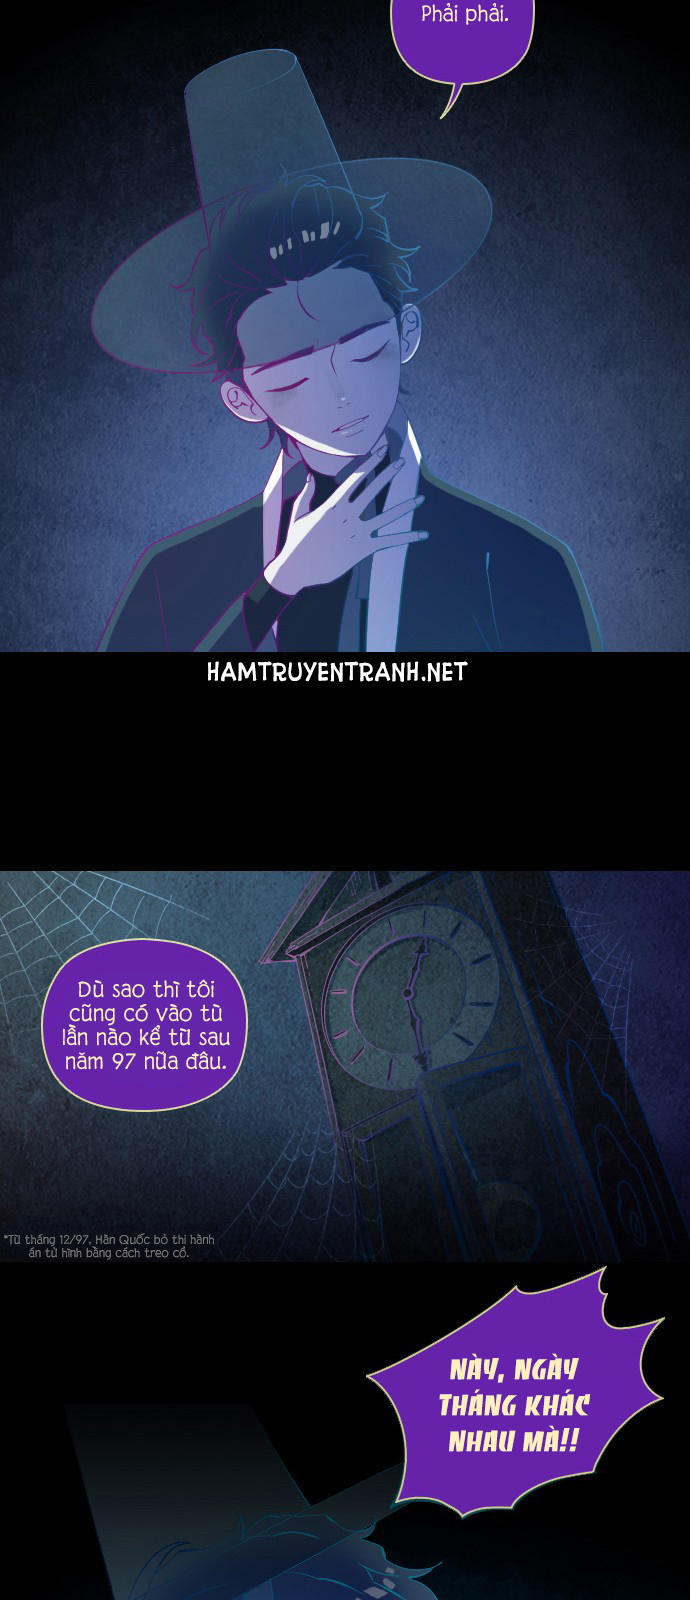 Phải phải.
HAMTRUYENTRANH.NET
Dù sao thì tôi
cũng có vào tù
lần nào kể từ sau
năm 97 nữa đâu.
*Từ tháng 12/97, Hàn Quốc bỏ thi hành
án tử hình bằng cách treo cổ.
NÀY, NGÀY
THÁNG KHÁC
NHAU MÀ!!